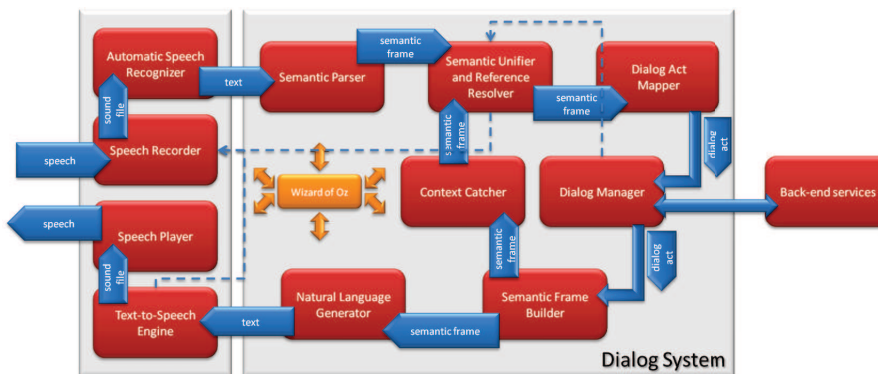 semantic
frame
Automatic Speech
Recognizer
text
Semantic Parser
Semantic Unifier
and Reference
Resolver
Dialog Act
Mapper
semantic
frame
sound
file
semantic
frame
dialog
act
speech
Speech Recorder
Wizard of Oz
Context Catcher
Dialog Manager
Back-end services
speech
Speech Player
sound
file
semantic
frame
dialog
act
Text-to-Speech
Engine
text
Natural Language
Generator
semantic frame
Semantic Frame
Builder
Dialog System